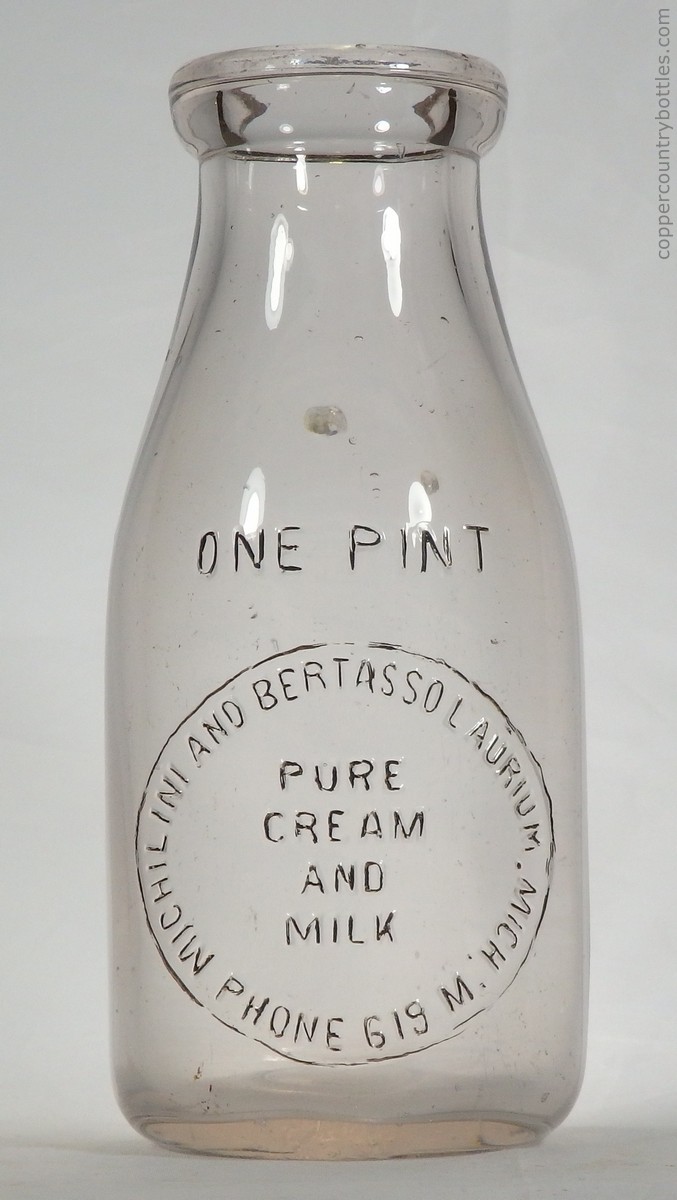 coppercountrybottles.com
ONE PINT
MICHILINI AND BERTASSO LAURIUM. MICH.
PURE
CREAM
AND
MILK
PHONE 619 M.